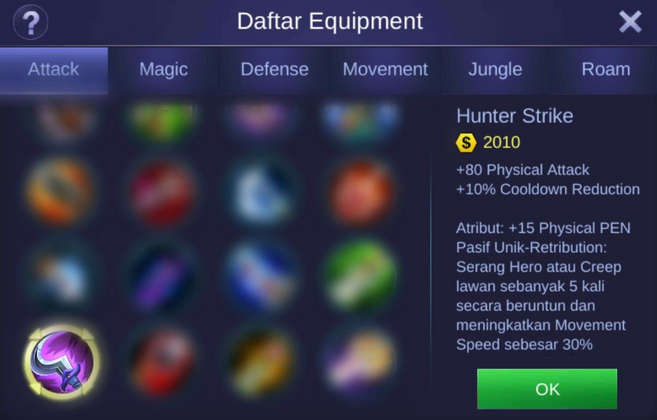 ?
Daftar Equipment
Attack
Magic
Defense
Movement
Jungle
Roam
Hunter Strike
2010
+80 Physical Attack
+10% Cooldown Reduction
Atribut: +15 Physical PEN
Pasif Unik-Retribution:
Serang Hero atau Creep
lawan sebanyak 5 kali
secara beruntun dan
meningkatkan Movement
Speed sebesar 30%
OK